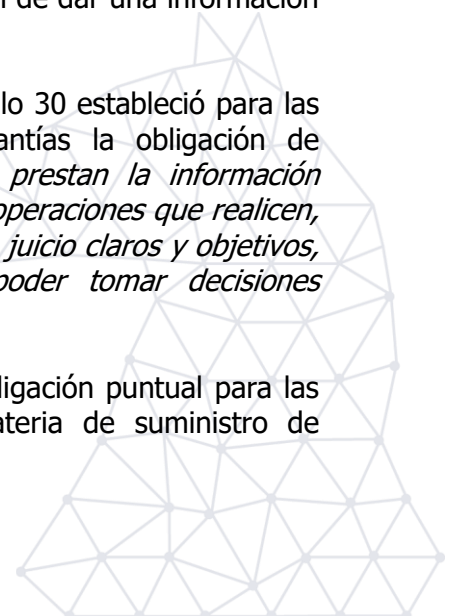 de dar una información
lo 30 estableció para las
antías la obligación de
prestan la información
operaciones que realicen,
juicio claros y objetivos,
poder tomar decisiones
ligación puntual para las
ateria de suministro de